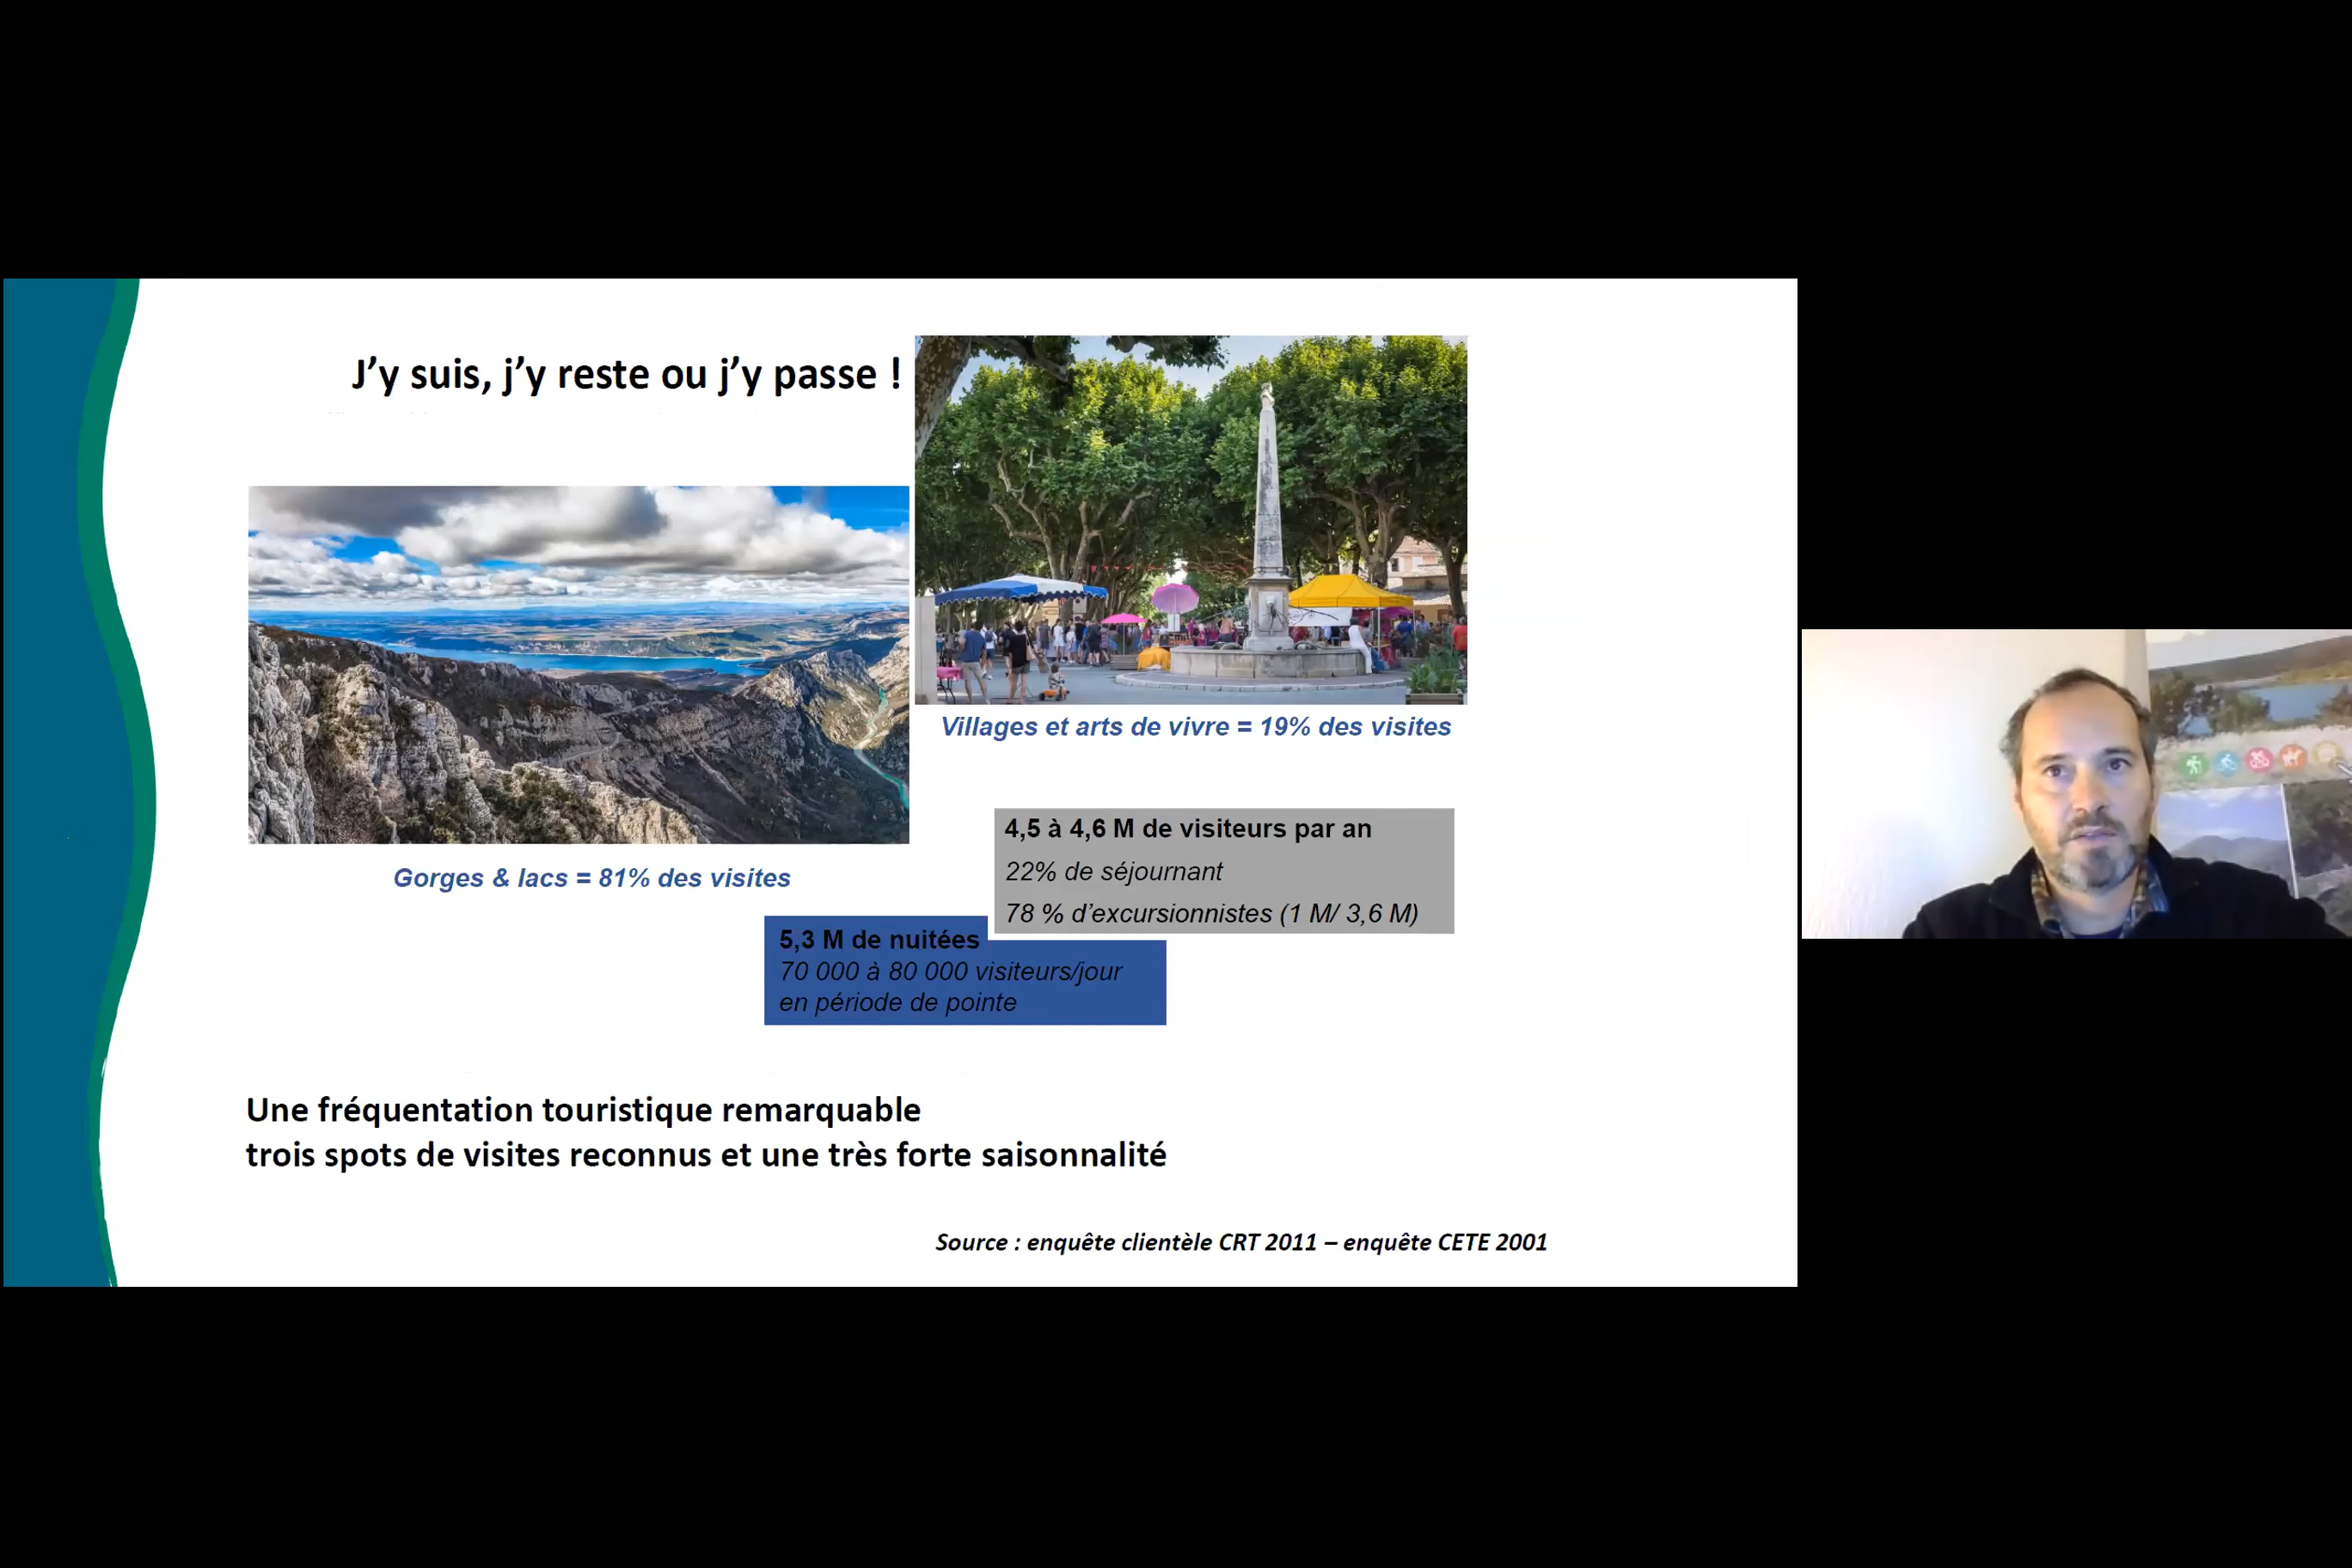 J’y suis, j’y reste ou j’y passe !
Villages et arts de vivre = 19% des visites
Gorges & lacs = 81% des visites
4,5 à 4,6 M de visiteurs par an
22% de séjournant
78 % d’excursionnistes (1 M/ 3,6 M)
5,3 M de nuitées
70 000 à 80 000 visiteurs/jour
en période de pointe
Une fréquentation touristique remarquable
trois spots de visites reconnus et une très forte saisonnalité
Source : enquête clientèle CRT 2011 – enquête CETE 2001